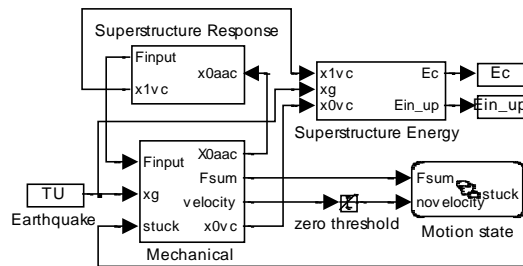 Superstructure Response
Finput
x0aac
x1vc
x1vc
xg
x0vc
Ec
Ein_up
Superstructure Energy
Ec
Ein_up
TU
Earthquake
Finput
xg
stuck
X0aac
Fsum
velocity
x0vc
Mechanical
zero threshold
Fsum
novelocity
stuck
Motion state